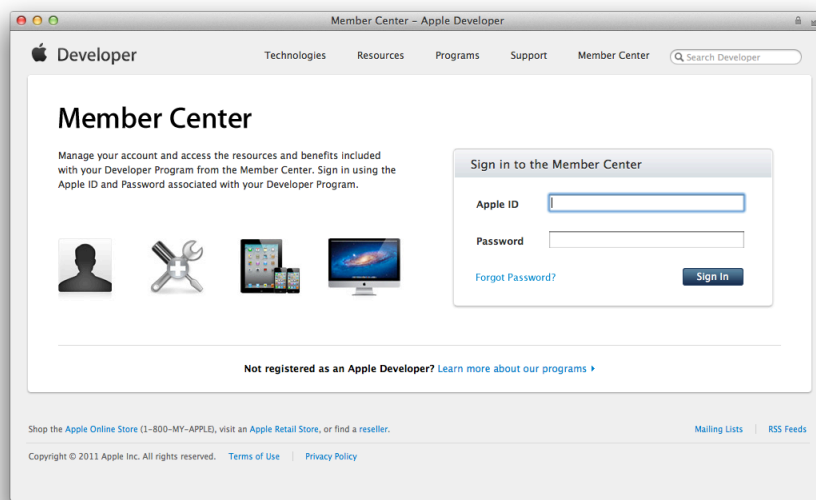 Member Center – Apple Developer
Developer
Technologies Resources Programs Support Member Center Search Developer
Member Center
Manage your account and access the resources and benefits included
with your Developer Program from the Member Center. Sign in using the
Apple ID and Password associated with your Developer Program.
Sign in to the Member Center
Apple ID
Password
Forgot Password? Sign In
Not registered as an Apple Developer? Learn more about our programs
Shop the Apple Online Store (1-800-MY-APPLE), visit an Apple Retail Store, or find a reseller. Mailing Lists RSS Feeds
Copyright © 2011 Apple Inc. All rights reserved. Terms of Use Privacy Policy